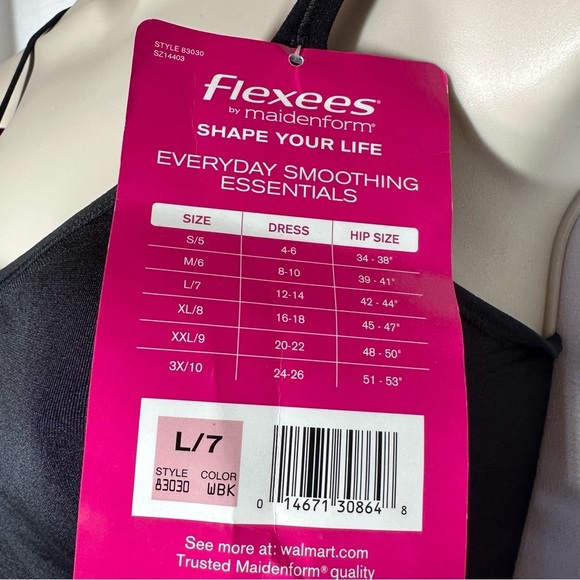 STYLE 83030
SZ14403
flexees®
by maidenform®
SHAPE YOUR LIFE
EVERYDAY SMOOTHING
ESSENTIALS
SIZE DRESS HIP SIZE
S/5 4-6 34 - 38"
M/6 8-10 39 - 41"
L/7 12-14 42 - 44"
XL/8 16-18 45 - 47"
XXL/9 20-22 48 - 50"
3X/10 24-26 51 - 53"
L/7
STYLE COLOR
83030 WBK
0 14671 30864 8
See more at: walmart.com
Trusted Maidenform® quality